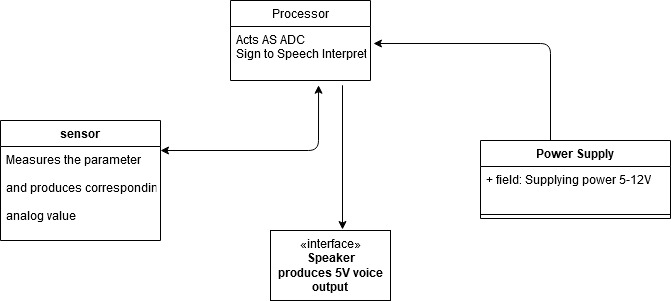 Processor
Acts AS ADC
Sign to Speech Interpret
sensor
Measures the parameter
and produces correspondin
analog value
Power Supply
+ field: Supplying power 5-12V
«interface»
Speaker
produces 5V voice
output